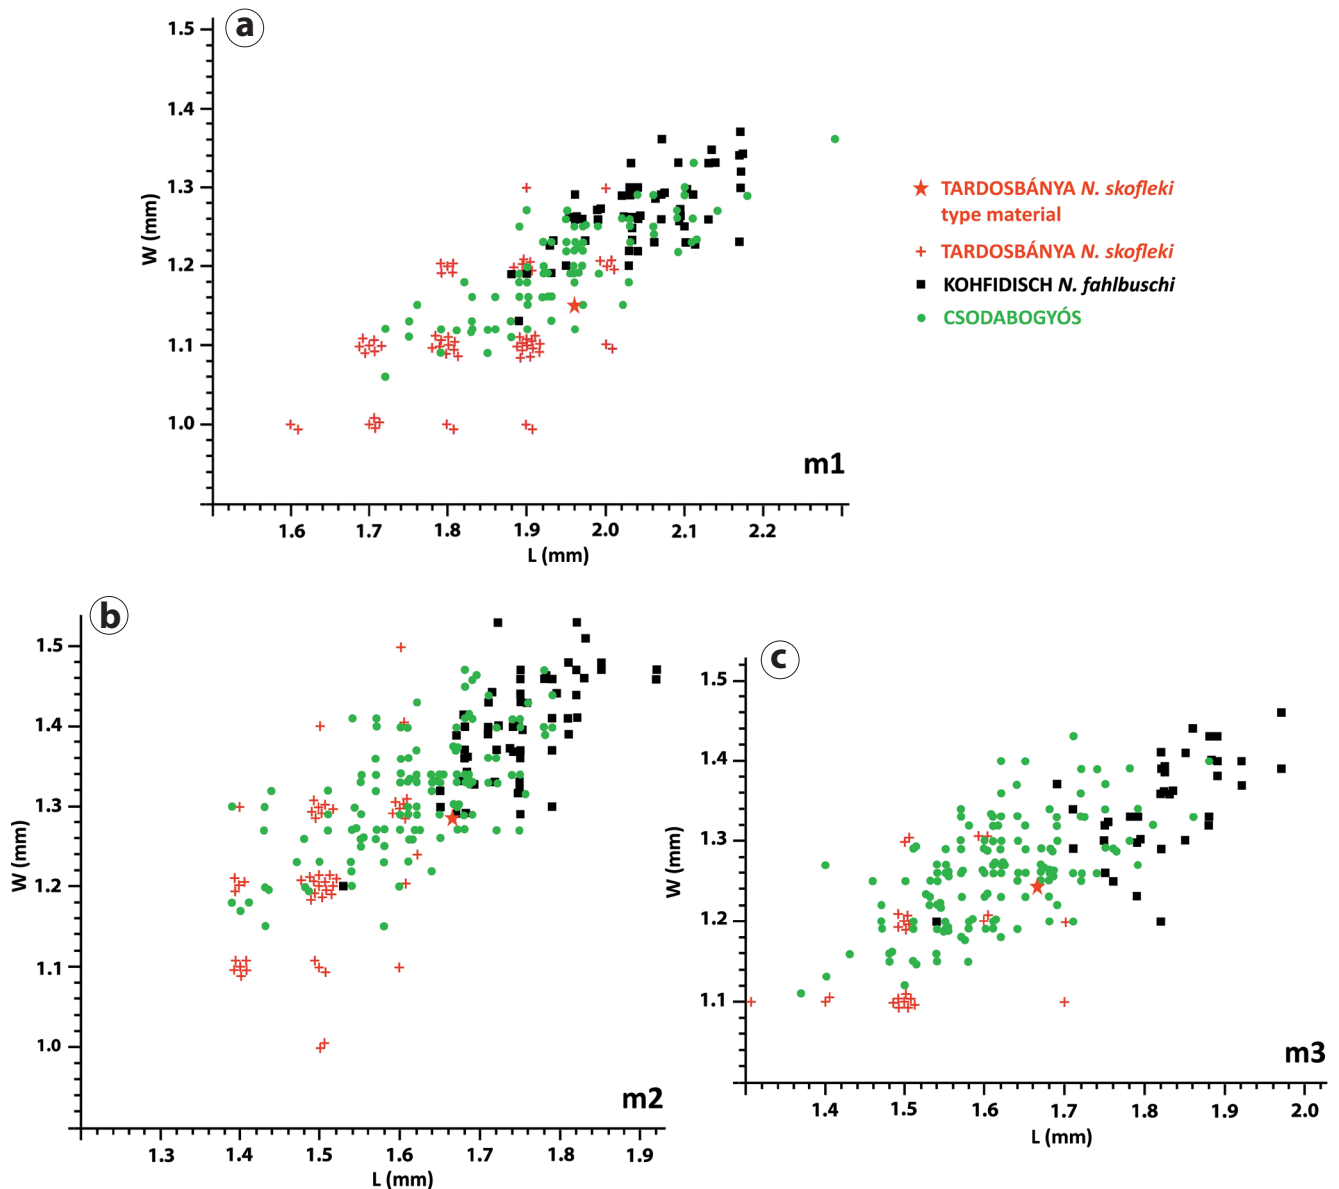 a
1.5
1.4
1.3
1.2
1.1
1.0
W (mm)
1.6 1.7 1.8 1.9 2.0 2.1 2.2
L (mm)
m1
TARDOSBÁNYA N. skofleki
type material
TARDOSBÁNYA N. skofleki
KOHFIDISCH N. fahlbuschi
CSODABOGYÓS
b
1.5
1.4
1.3
1.2
1.1
1.0
W (mm)
1.3 1.4 1.5 1.6 1.7 1.8 1.9
L (mm)
m2
c
1.5
1.4
1.3
1.2
1.1
W (mm)
1.4 1.5 1.6 1.7 1.8 1.9 2.0
L (mm)
m3